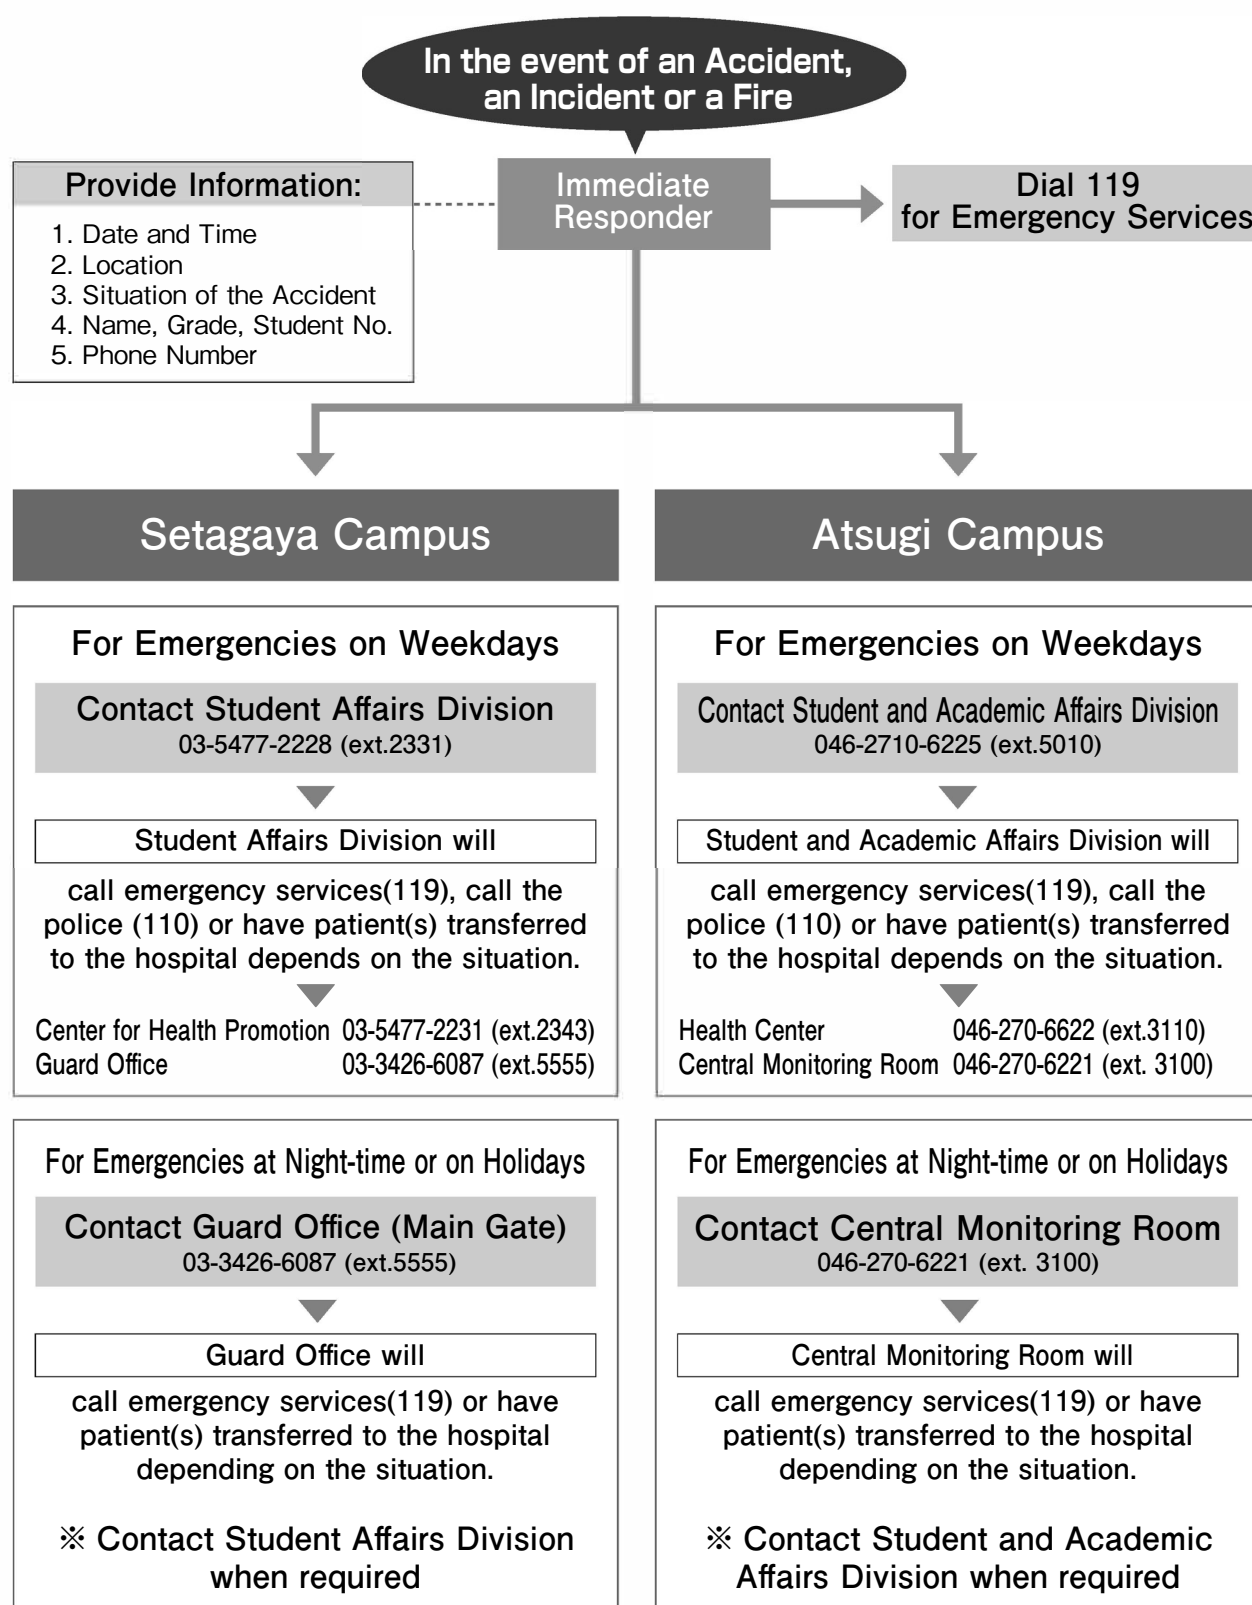 In the event of an Accident,
an Incident or a Fire
Provide Information:
1. Date and Time
2. Location
3. Situation of the Accident
4. Name, Grade, Student No.
5. Phone Number
Immediate
Responder
Dial 119
for Emergency Services
Setagaya Campus
For Emergencies on Weekdays
Contact Student Affairs Division
03-5477-2228 (ext.2331)
Student Affairs Division will
call emergency services(119), call the
police (110) or have patient(s) transferred
to the hospital depends on the situation.
Center for Health Promotion 03-5477-2231 (ext.2343)
Guard Office 03-3426-6087 (ext.5555)
For Emergencies at Night-time or on Holidays
Contact Guard Office (Main Gate)
03-3426-6087 (ext.5555)
Guard Office will
call emergency services(119) or have
patient(s) transferred to the hospital
depending on the situation.
※ Contact Student Affairs Division
when required
Atsugi Campus
For Emergencies on Weekdays
Contact Student and Academic Affairs Division
046-2710-6225 (ext.5010)
Student and Academic Affairs Division will
call emergency services(119), call the
police (110) or have patient(s) transferred
to the hospital depends on the situation.
Health Center 046-270-6622 (ext.3110)
Central Monitoring Room 046-270-6221 (ext. 3100)
For Emergencies at Night-time or on Holidays
Contact Central Monitoring Room
046-270-6221 (ext. 3100)
Central Monitoring Room will
call emergency services(119) or have
patient(s) transferred to the hospital
depending on the situation.
※ Contact Student and Academic
Affairs Division when required